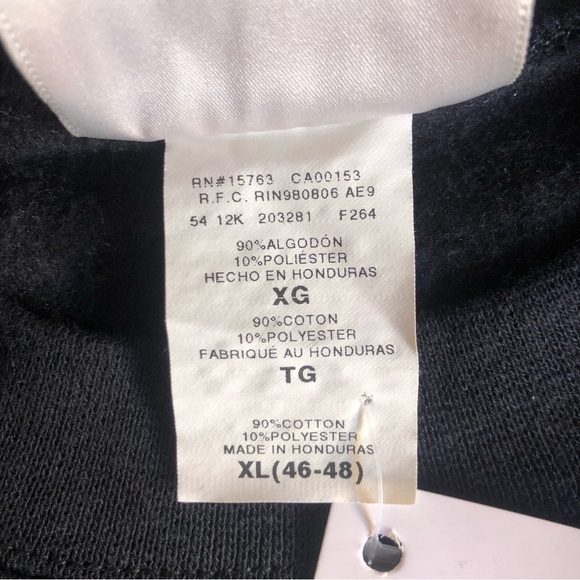 RN#15763 CA00153
R.F.C. RIN980806 AE9
54 12K 203281 F264
90%ALGODÓN
10%POLIÉSTER
HECHO EN HONDURAS
XG
90%COTON
10%POLYESTER
FABRIQUÉ AU HONDURAS
TG
90%COTTON
10%POLYESTER
MADE IN HONDURAS
XL(46-48)